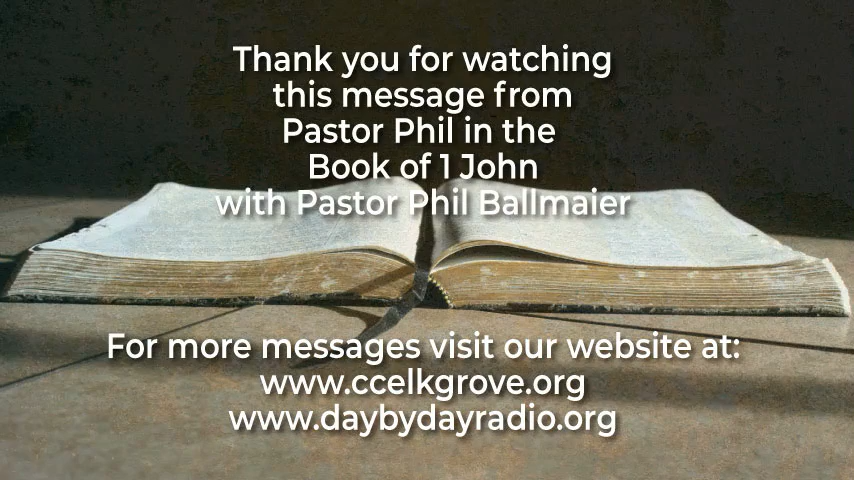 Thank you for watching
this message from
Pastor Phil in the
Book of 1 John
with Pastor Phil Ballmaier
For more messages visit our website at:
www.ccelkgrove.org
www.daybydayradio.org